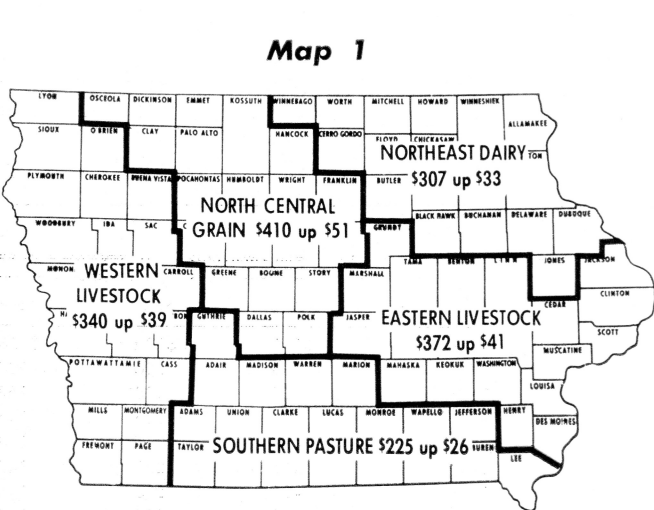 Map 1
LYON OSCEOLA DICKINSON EMMET KOSSUTH WINNEBAGO WORTH MITCHELL HOWARD WINNESHIEK
ALLAMAKEE
SIOUX O BRIEN CLAY PALO ALTO HANCOCK CERRO GORDO FLOYD CHICKASAW
NORTHEAST DAIRY TON
$307 up $33
PLYMOUTH CHEROKEE BUENA VISTA POCAHONTAS HUMBOLDT WRIGHT FRANKLIN BUTLER
NORTH CENTRAL
GRAIN $410 up $51
WOODBURY IDA SAC C GRUNDY BLACK HAWK BUCHANAN DELAWARE DUBUQUE
WESTERN
LIVESTOCK
$340 up $39
MONON CARROLL GREENE BOONE STORY MARSHALL TAMA BENTON LINN JONES JACKSON
CLINTON
CEDAR
EASTERN LIVESTOCK
$372 up $41
GUTHRIE DALLAS POLK JASPER
SCOTT
MUSCATINE
POTTAWATTAMIE CASS ADAIR MADISON WARREN MARION MAHASKA KEOKUK WASHINGTON
LOUISA
MILLS MONTGOMERY ADAMS UNION CLARKE LUCAS MONROE WAPELLO JEFFERSON HENRY
DES MOINES
FREMONT PAGE TAYLOR SOUTHERN PASTURE $225 up $26 BUREN
LEE